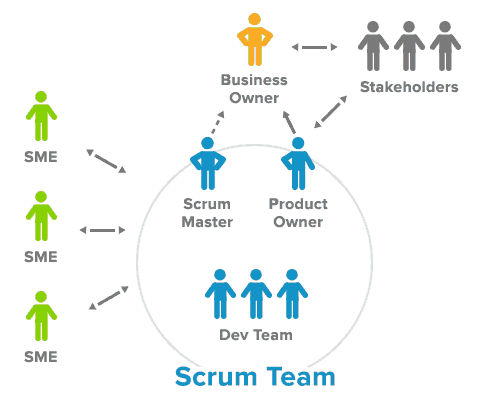 Business
Owner
Stakeholders
SME
Scrum
Master
Product
Owner
SME
Dev Team
SME
Scrum Team